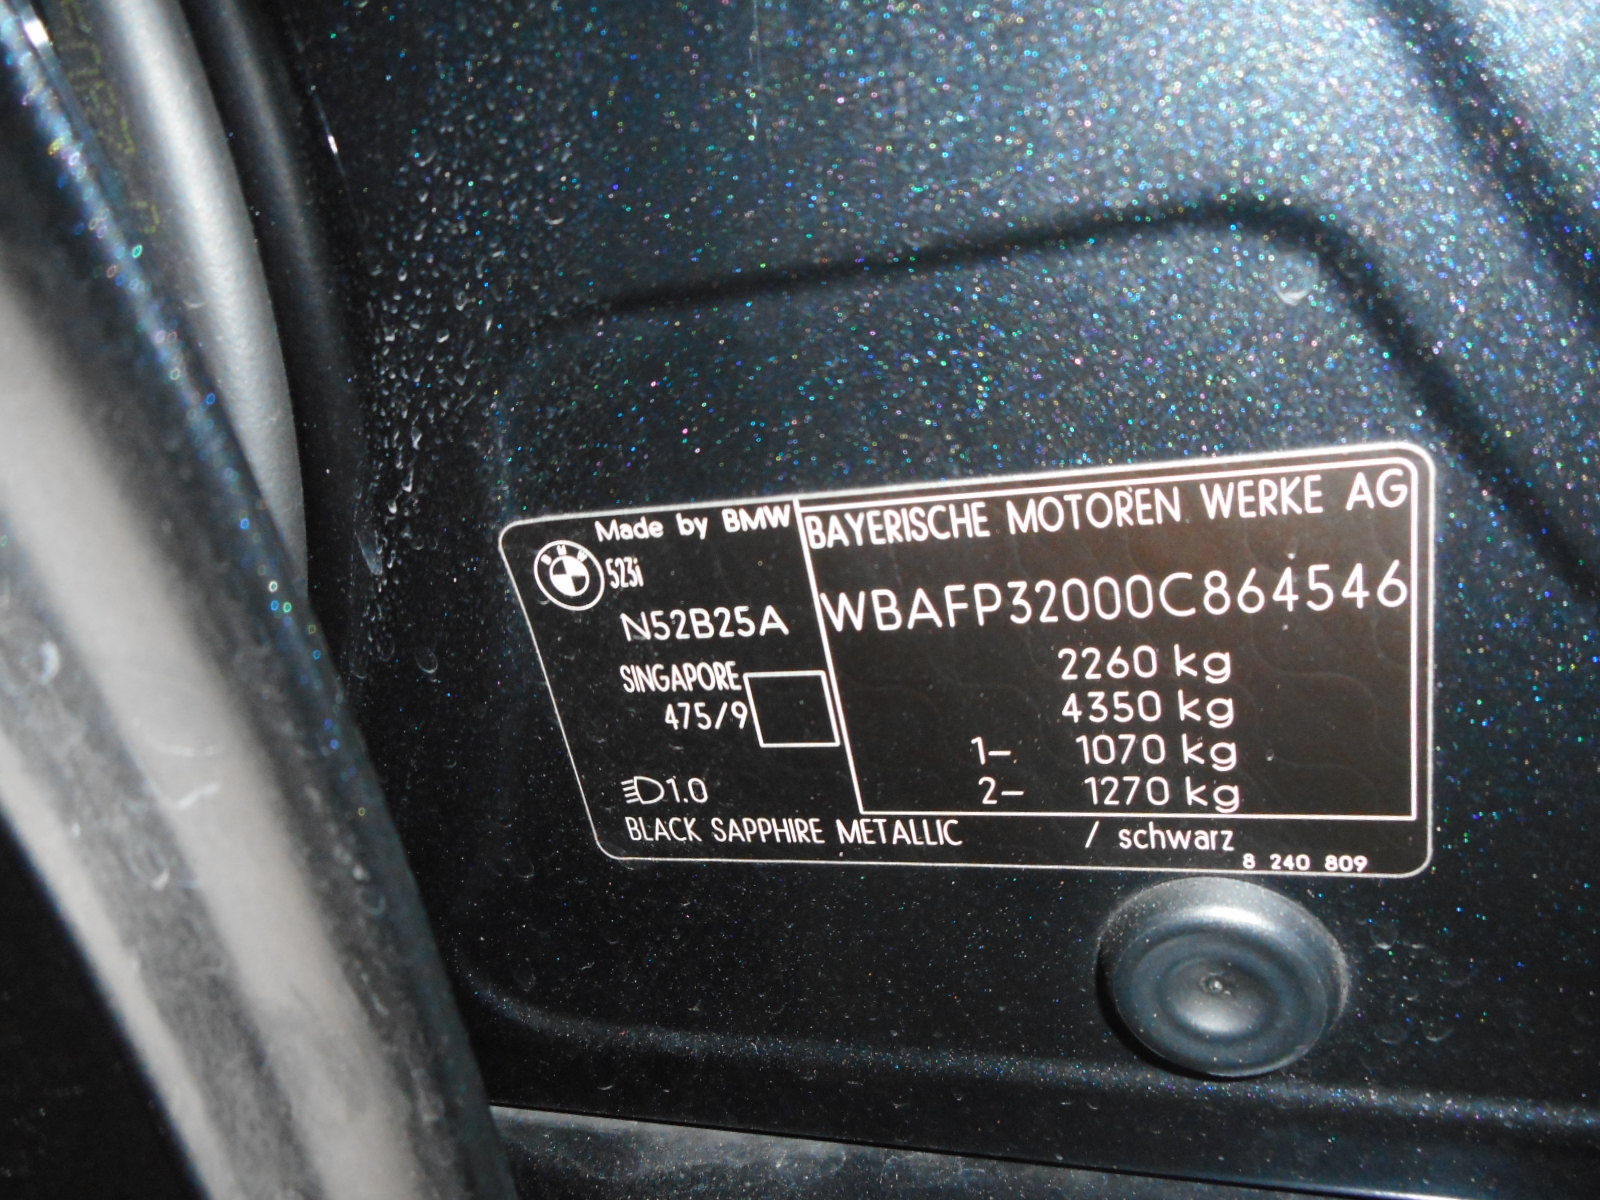 Made by BMW
BMW
523i
N52B25A
SINGAPORE
475/9
1.0
BAYERISCHE MOTOREN WERKE AG
WBAFP32000C864546
2260 kg
4350 kg
1- 1070 kg
2- 1270 kg
BLACK SAPPHIRE METALLIC / schwarz
8 240 809